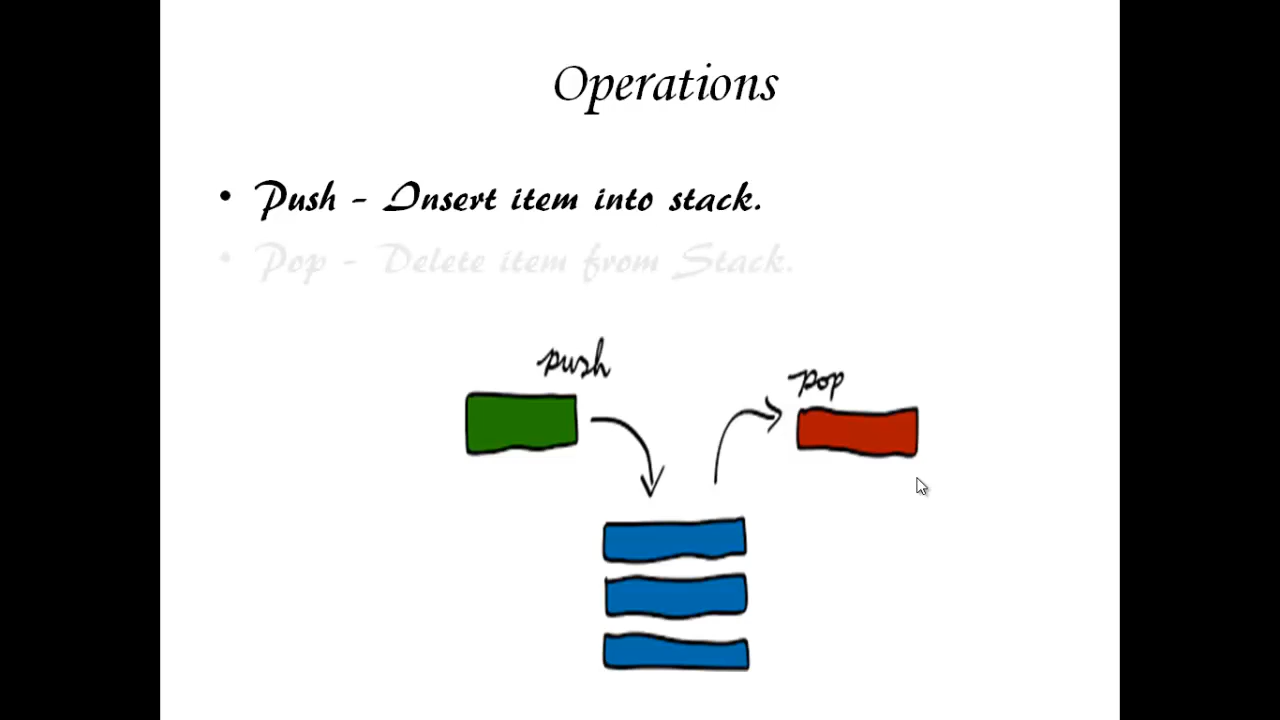 Operations
• Push - Insert item into stack.
• Pop - Delete item from Stack.
push
pop